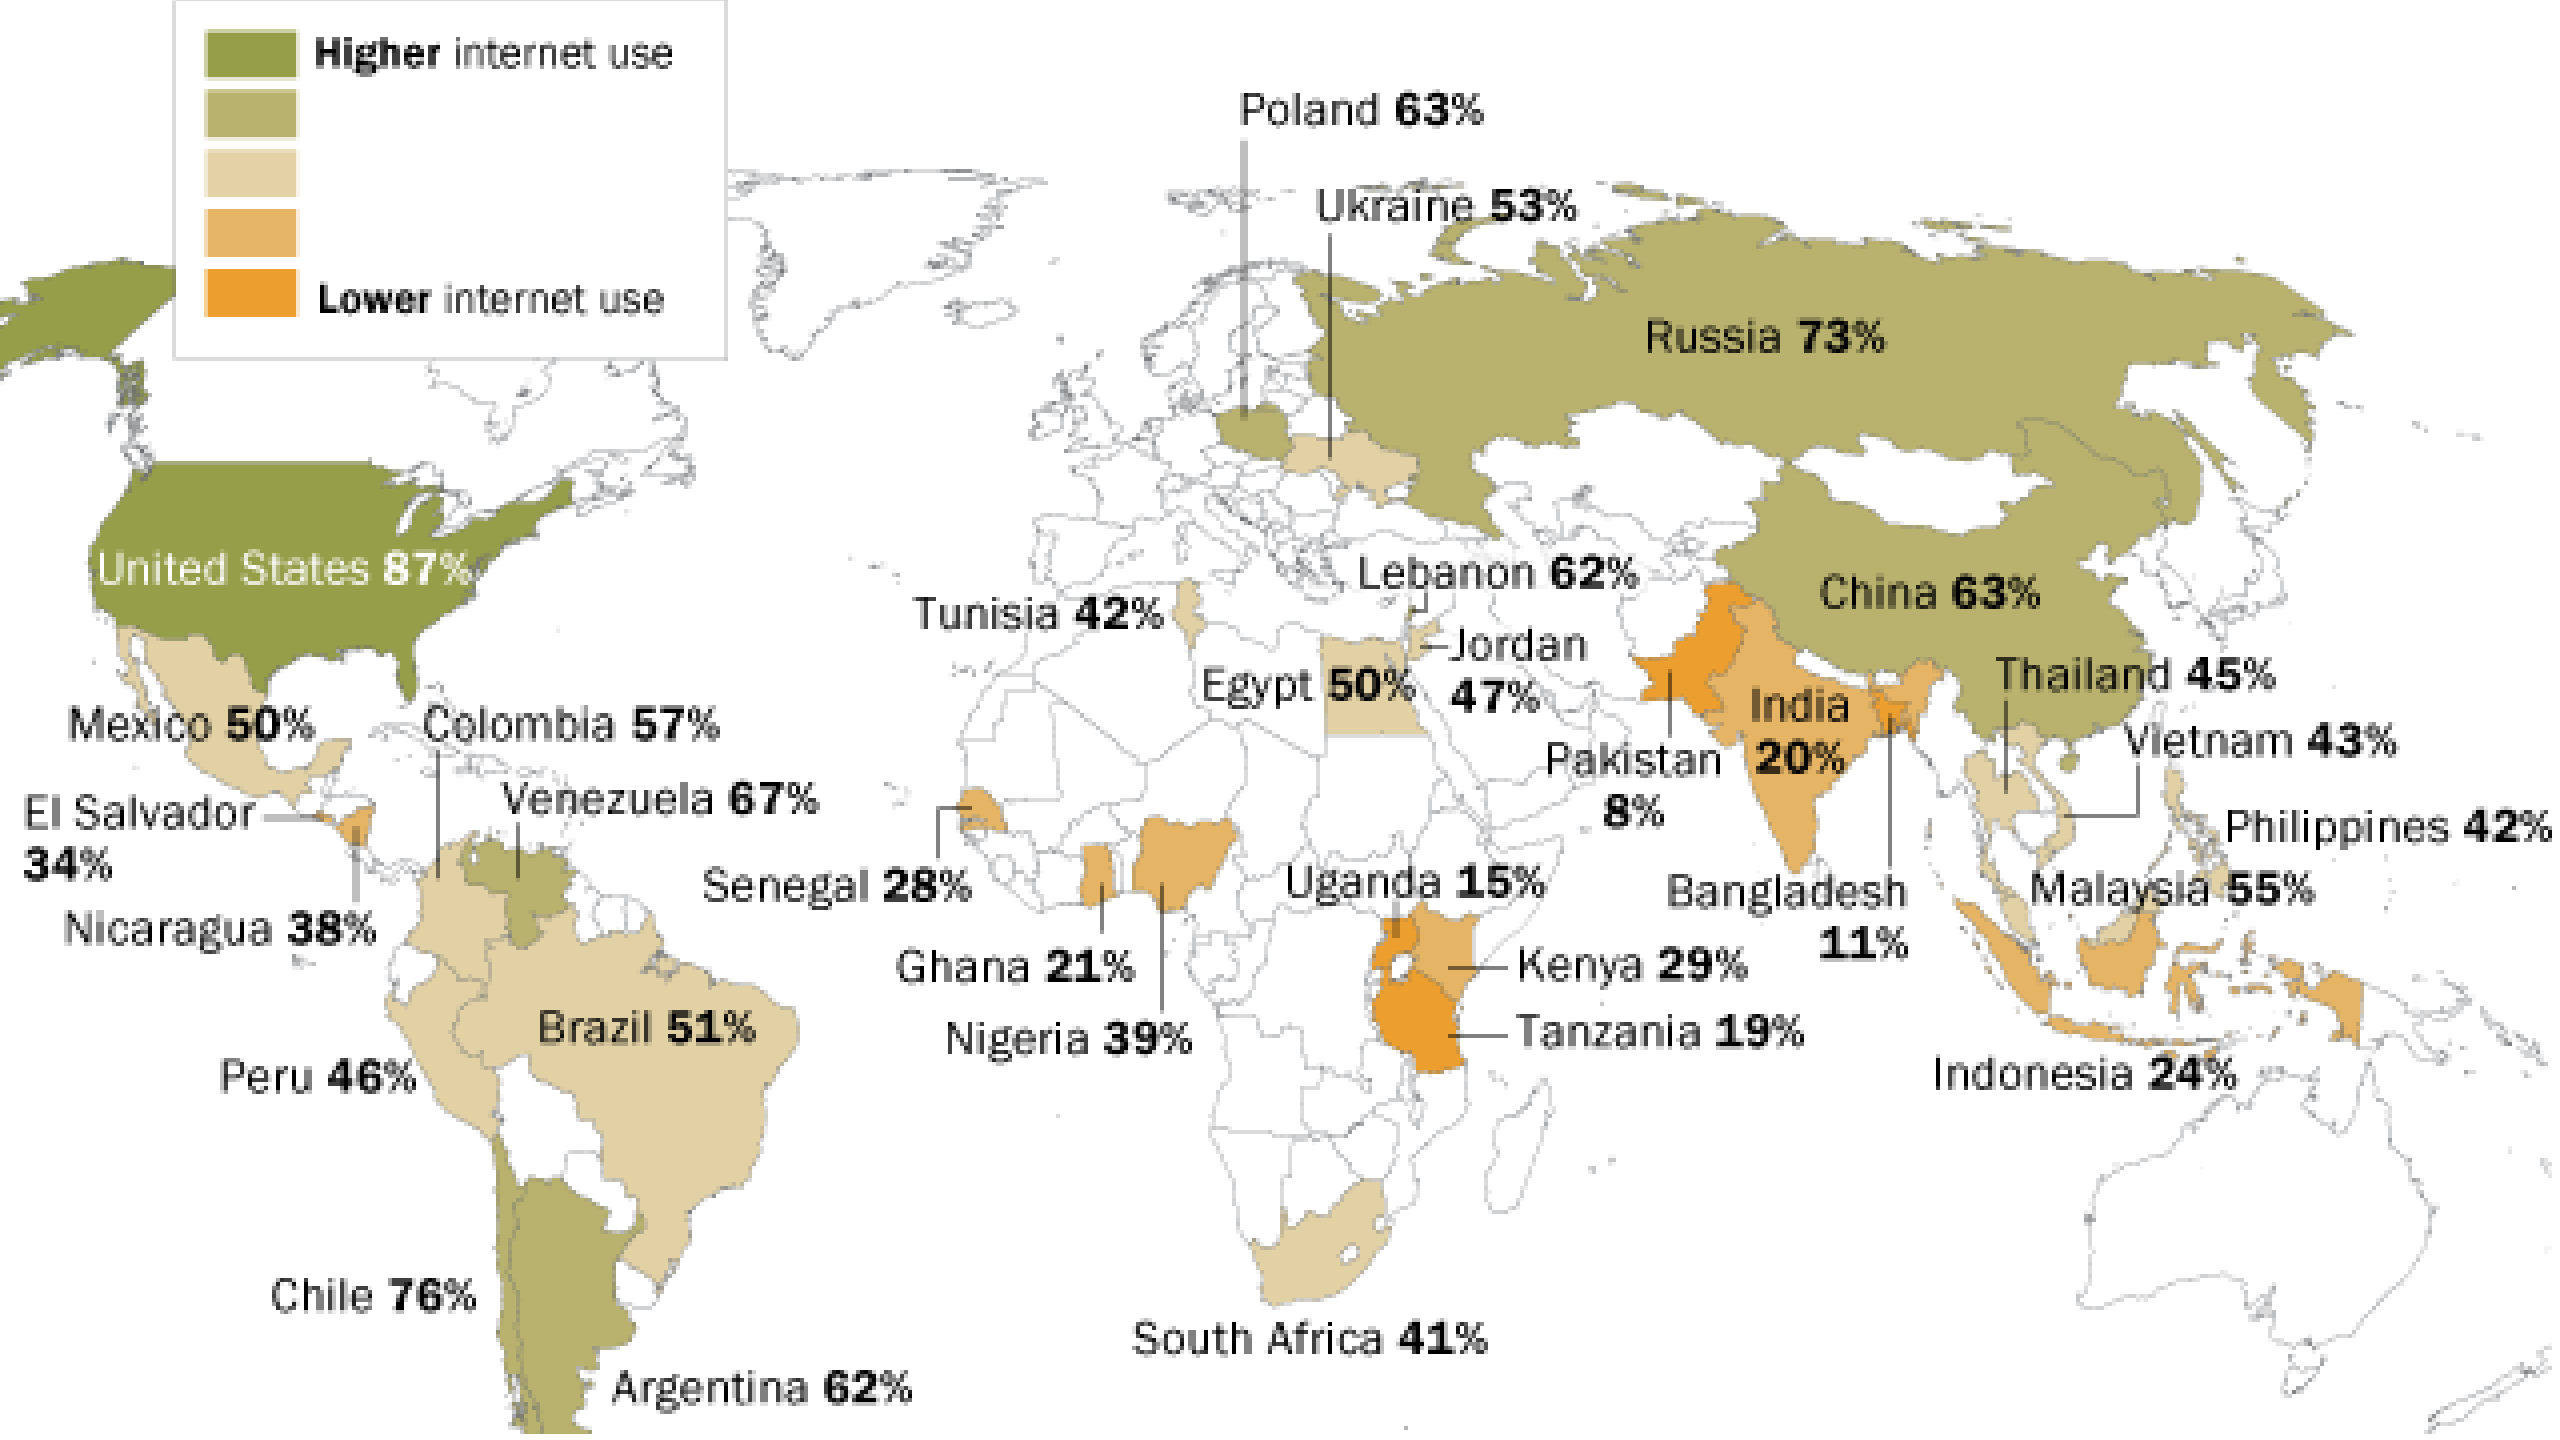 Higher internet use
Lower internet use
Poland 63%
Ukraine 53%
Russia 73%
United States 87%
Lebanon 62%
China 63%
Tunisia 42%
Jordan
47%
Egypt 50%
Thailand 45%
Mexico 50%
Colombia 57%
India
20%
Vietnam 43%
Pakistan
8%
El Salvador
34%
Venezuela 67%
Philippines 42%
Senegal 28%
Uganda 15%
Bangladesh
11%
Malaysia 55%
Nicaragua 38%
Ghana 21%
Kenya 29%
Brazil 51%
Nigeria 39%
Tanzania 19%
Peru 46%
Indonesia 24%
Chile 76%
South Africa 41%
Argentina 62%